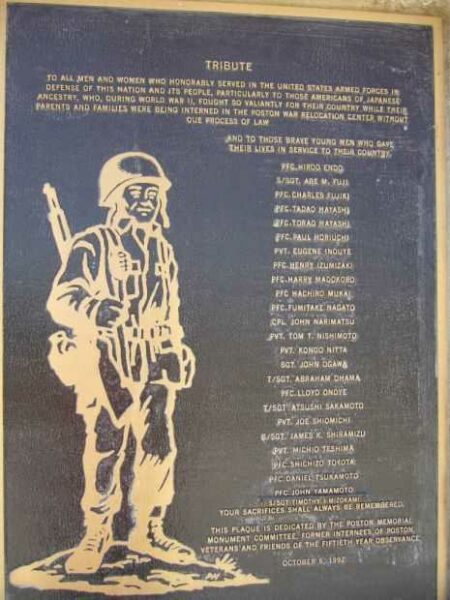 TRIBUTE
TO ALL MEN AND WOMEN WHO HONORABLY SERVED IN THE UNITED STATES ARMED FORCES IN
DEFENSE OF THIS NATION AND ITS PEOPLE, PARTICULARLY TO THOSE AMERICANS OF JAPANESE
ANCESTRY, WHO, DURING WORLD WAR II, FOUGHT SO VALIANTLY FOR THEIR COUNTRY WHILE THEIR
PARENTS AND FAMILIES WERE BEING INTERNED IN THE POSTON WAR RELOCATION CENTER WITHOUT
DUE PROCESS OF LAW
AND TO THOSE BRAVE YOUNG MEN WHO GAVE
THEIR LIVES IN SERVICE TO THEIR COUNTRY.
PFC. HIROO ENDO
S/SGT. ABE M. FUJI
PFC. CHARLES FUJIKI
PFC. TADAO HAYASHI
PFC. TORAO HAYASHI
PFC. PAUL HORIUCHI
PVT. EUGENE INOUYE
PFC. HENRY IZUMIZAKI
PFC. HARRY MADOKORO
PFC HACHIRO MUKAI
PFC. FUMITAKE NAGATO
CPL. JOHN NARIMATSU
PVT. TOM T. NISHIMOTO
PVT. KONGO NITTA
SGT. JOHN OGAWA
T/SGT. ABRAHAM OHAMA
PFC. LLOYD ONOYE
T/SGT ATSUSHI SAKAMOTO
PVT. JOE SHIOMICHI
S/SGT. JAMES K. SHIRAMIZU
PVT. MICHIO TESHIMA
PFC. SHICHIZO TOYOTA
PFC. DANIEL TSUKAMOTO
PFC. JOHN YAMAMOTO
S/SGT TIMOTHY I MIZOKAMI
YOUR SACRIFICES SHALL ALWAYS BE REMEMBERED.
THIS PLAQUE IS DEDICATED BY THE POSTON MEMORIAL
MONUMENT COMMITTEE, FORMER INTERNEES OF POSTON,
VETERANS AND FRIENDS OF THE FIFTIETH YEAR OBSERVANCE.
OCTOBER 6, 1992
PH